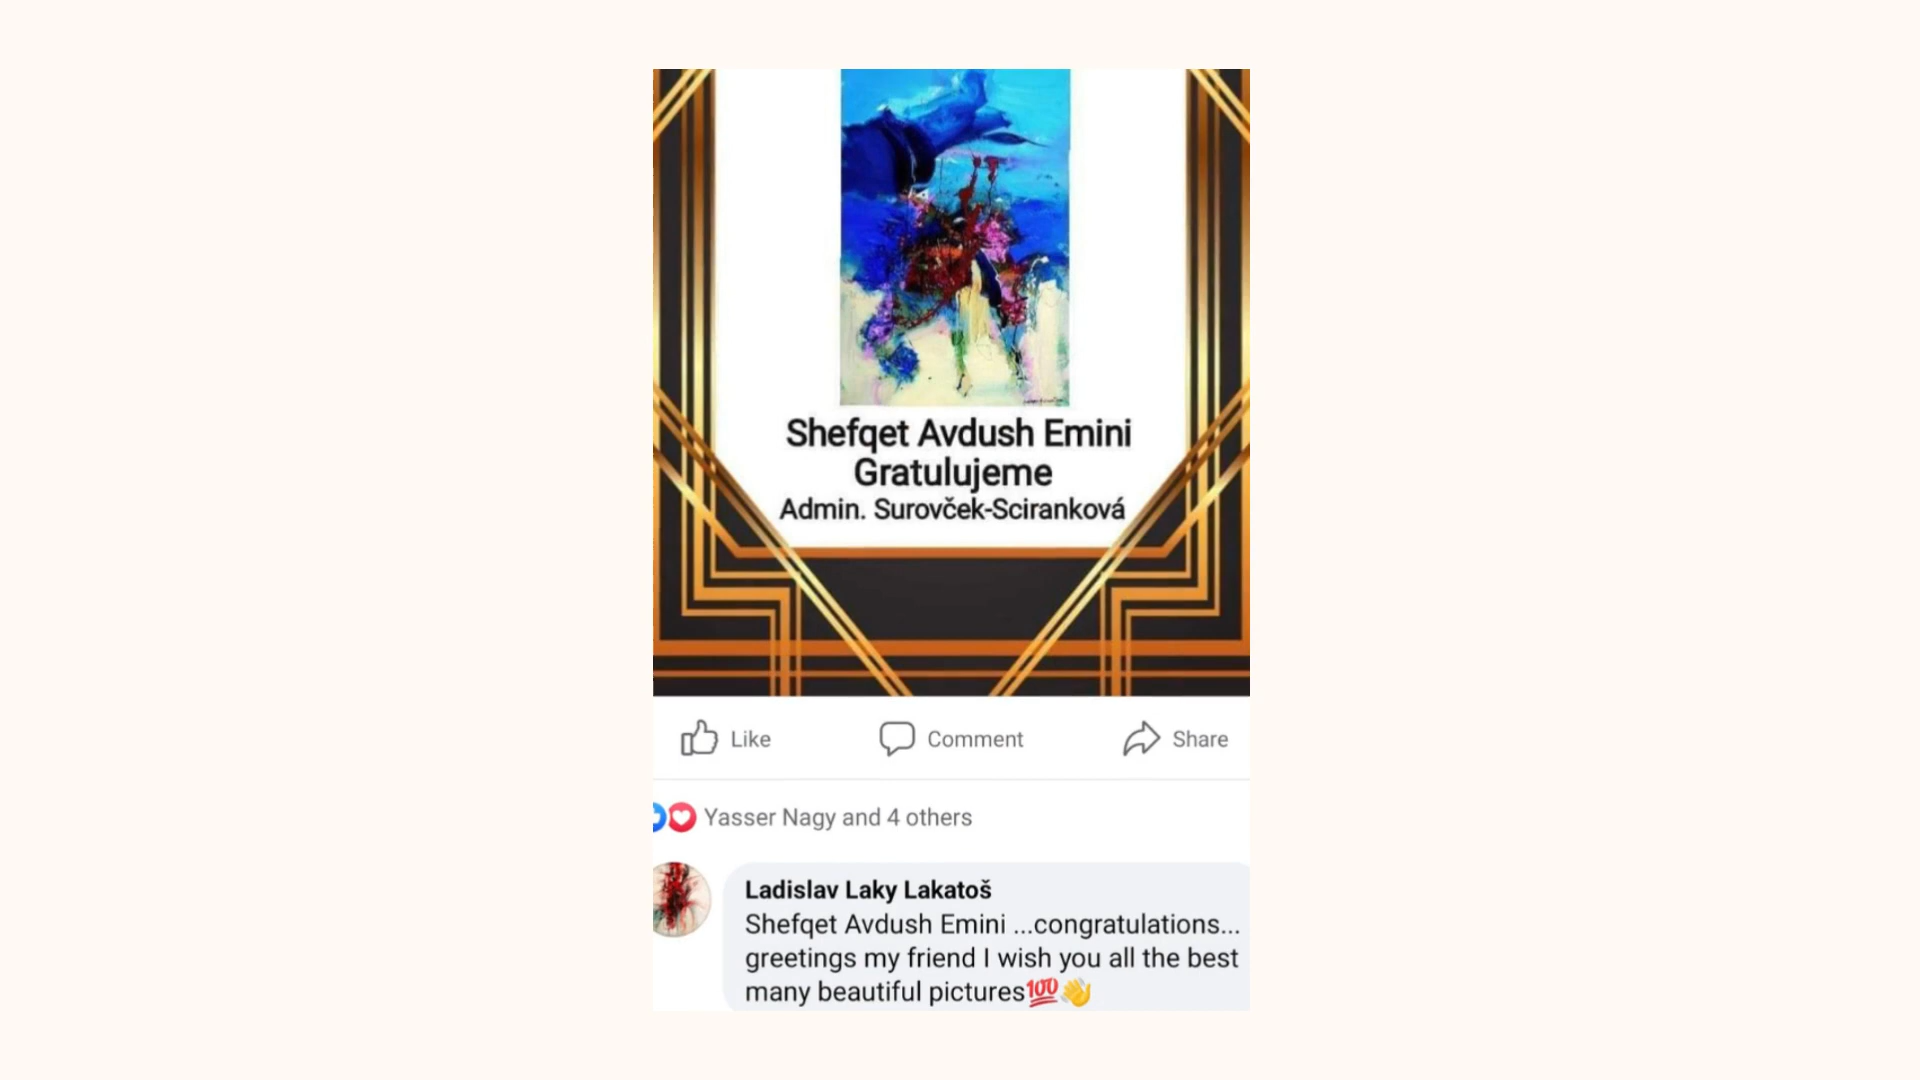 Shefqet Avdush Emini
Gratulujeme
Admin. Surovček-Sciranková
Like Comment Share
Yasser Nagy and 4 others
Ladislav Laky Lakatoš
Shefqet Avdush Emini ...congratulations...
greetings my friend I wish you all the best
many beautiful pictures💯👋